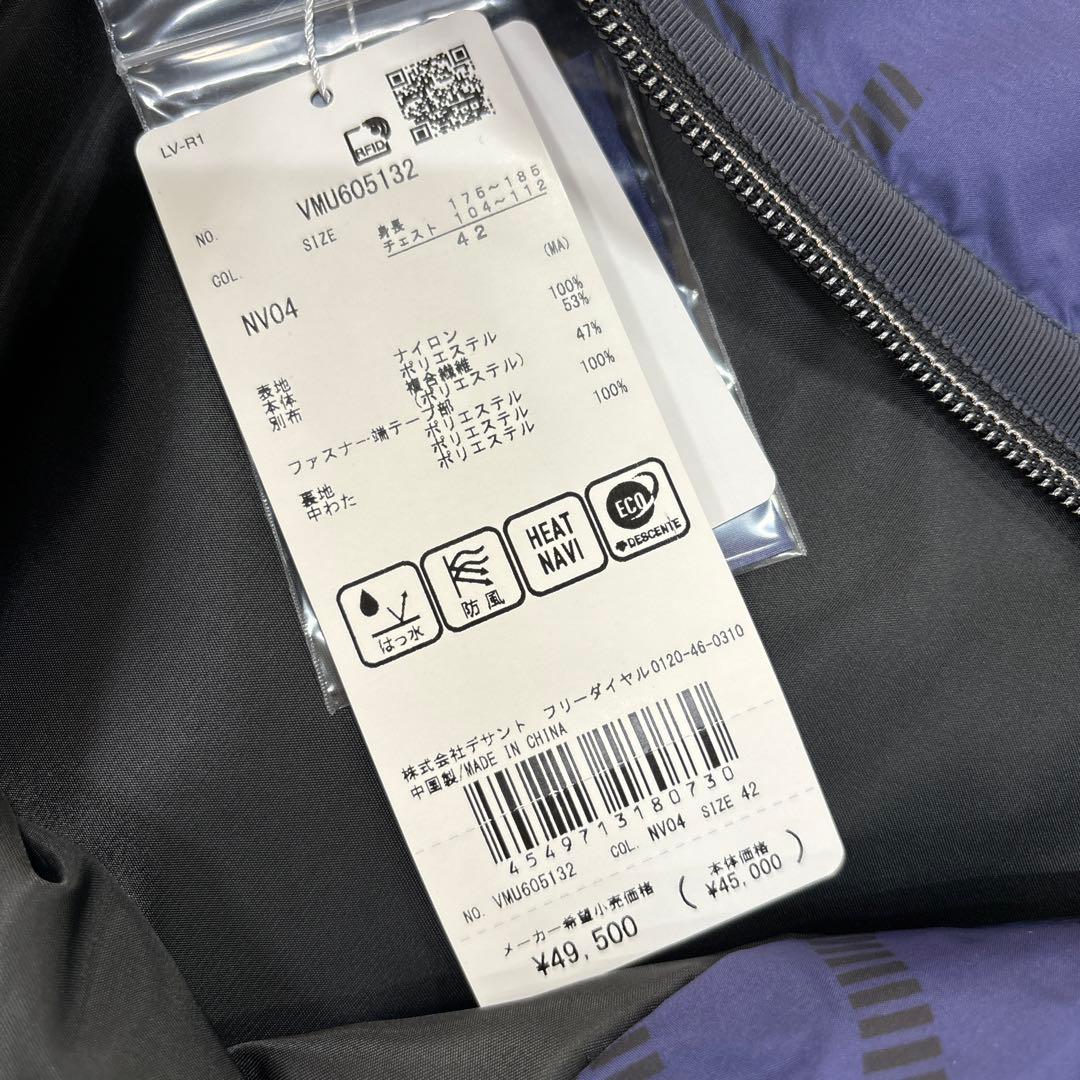 LV-R1
RFID
NO. VMU605132
SIZE 身長 175~185
チェスト 104~112
42
COL. NV04 (MA)
表地
本体 ナイロン 100%
別布 ポリエステル 53%
複合繊維
(ポリエステル) 47%
ファスナー・端テープ部
ポリエステル 100%
裏地 ポリエステル 100%
中わた ポリエステル
はっ水
防風
HEAT NAVI
ECO
DESCENTE
株式会社デサント フリーダイヤル0120-46-0310
中国製/MADE IN CHINA
4549713180730
NO. VMU605132 COL. NV04 SIZE 42
メーカー希望小売価格 ( 本体価格 )
¥49,500 ¥45,000